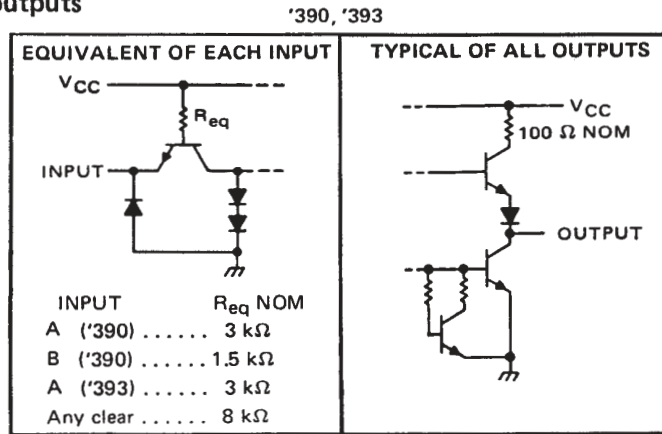 outputs
'390, '393
EQUIVALENT OF EACH INPUT
VCC
Req
INPUT
INPUT Req NOM
A ('390) ...... 3 kΩ
B ('390) ...... 1.5 kΩ
A ('393) ...... 3 kΩ
Any clear ...... 8 kΩ
TYPICAL OF ALL OUTPUTS
VCC
100 Ω NOM
OUTPUT